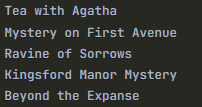 Tea with Agatha
Mystery on First Avenue
Ravine of Sorrows
Kingsford Manor Mystery
Beyond the Expanse